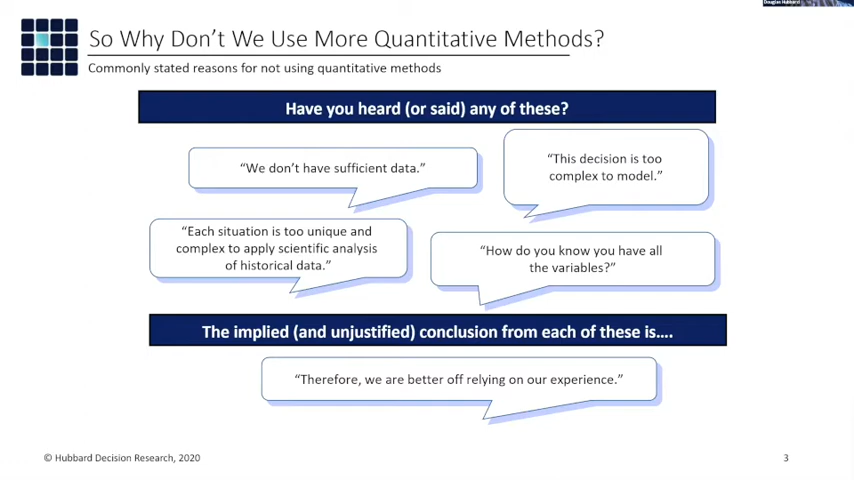 Douglas Hubbard
So Why Don’t We Use More Quantitative Methods?
Commonly stated reasons for not using quantitative methods
Have you heard (or said) any of these?
“We don’t have sufficient data.”
“This decision is too
complex to model.”
“Each situation is too unique and
complex to apply scientific analysis
of historical data.”
“How do you know you have all
the variables?”
The implied (and unjustified) conclusion from each of these is….
“Therefore, we are better off relying on our experience.”
© Hubbard Decision Research, 2020
3